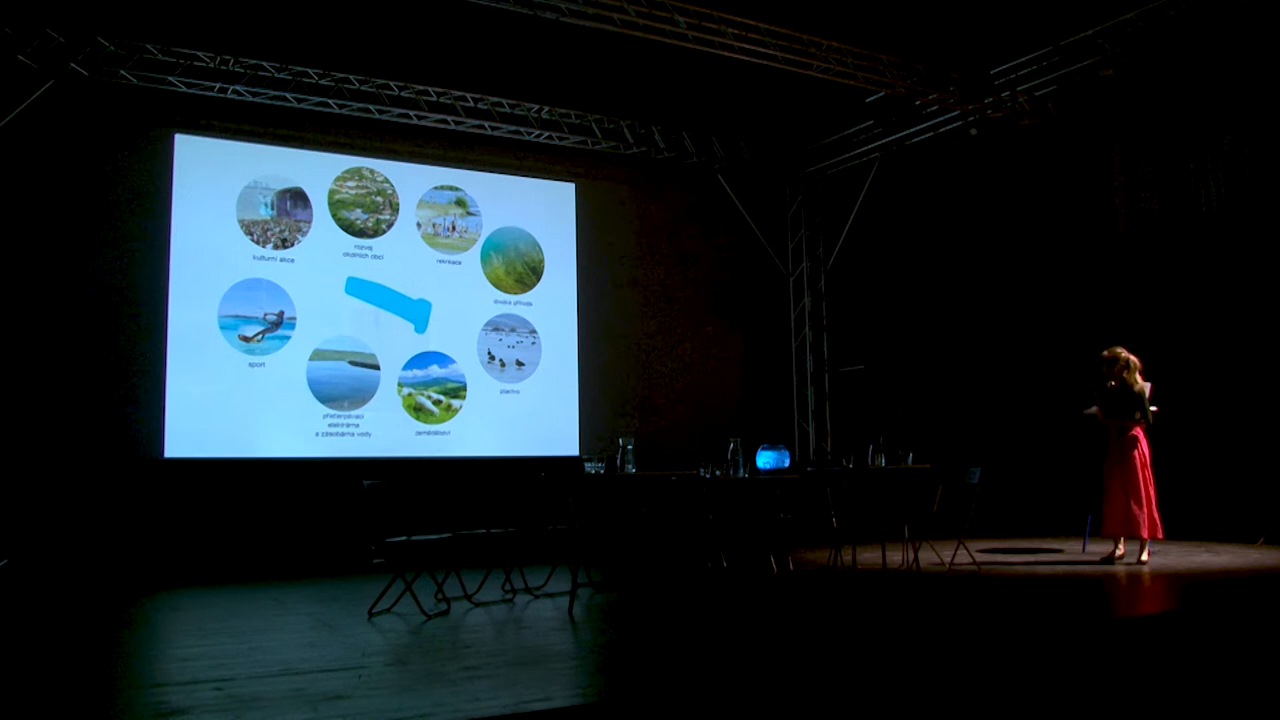 kulturní akce
rozvoj
okolních obcí
rekreace
divoká příroda
sport
ptactvo
přečerpávací
elektrárna
a zásobárna vody
zemědělství